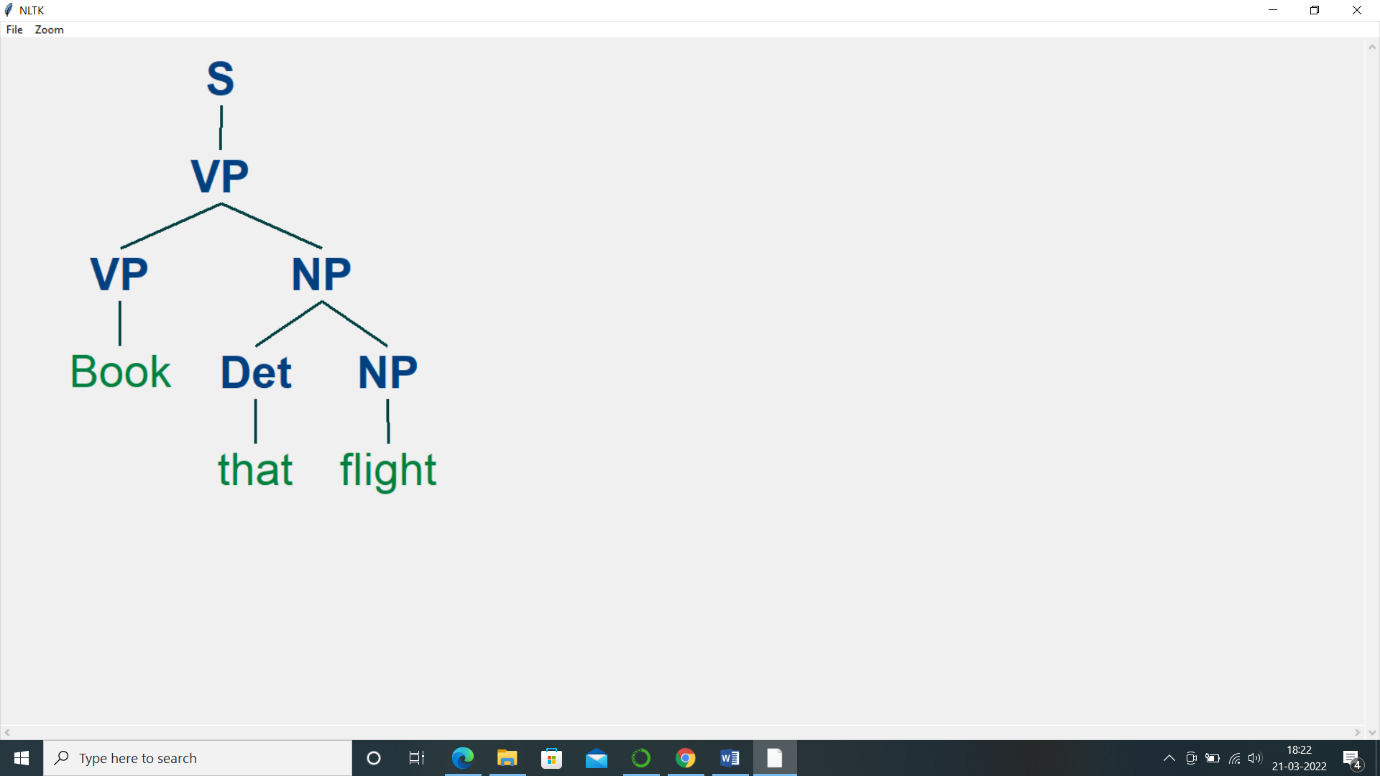 NLTK
File Zoom
S
VP
VP NP
Book Det NP
that flight
Type here to search
W
18:22
21-03-2022
4